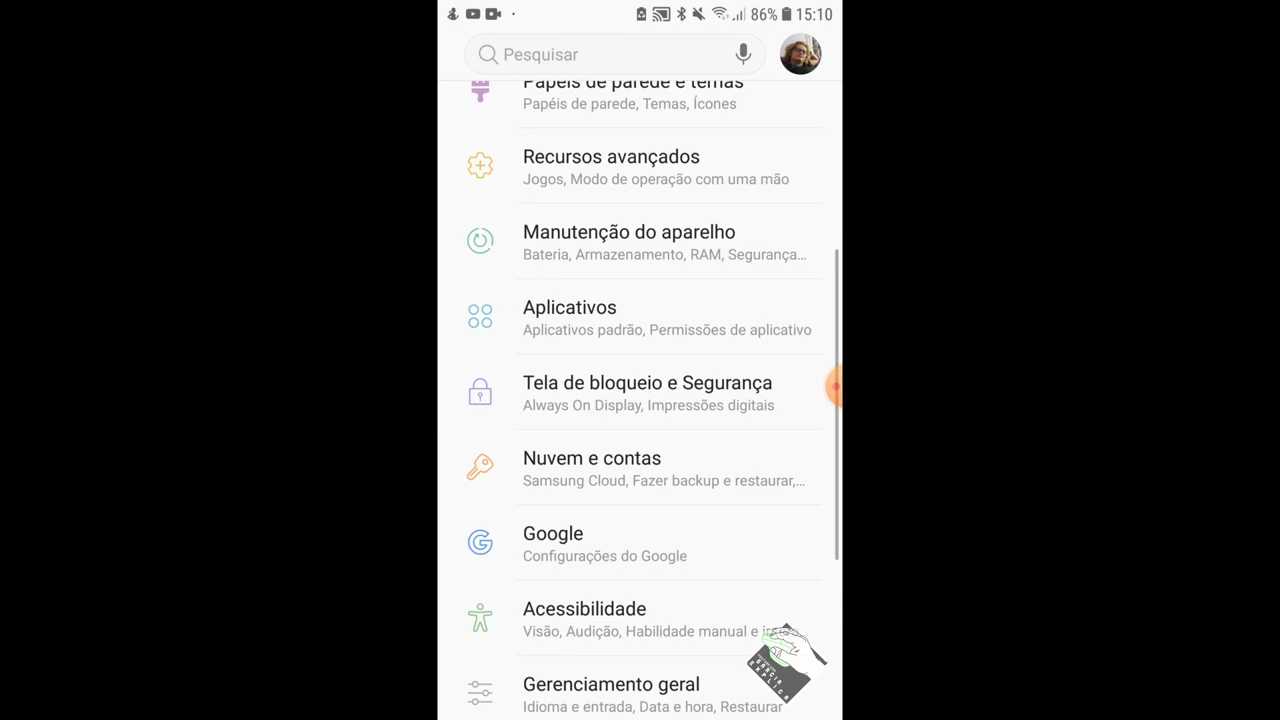 86% 15:10
Pesquisar
Papéis de parede e temas
Papéis de parede, Temas, Ícones
Recursos avançados
Jogos, Modo de operação com uma mão
Manutenção do aparelho
Bateria, Armazenamento, RAM, Segurança...
Aplicativos
Aplicativos padrão, Permissões de aplicativo
Tela de bloqueio e Segurança
Always On Display, Impressões digitais
Nuvem e contas
Samsung Cloud, Fazer backup e restaurar,...
Google
Configurações do Google
Acessibilidade
Visão, Audição, Habilidade manual e
GARCIA
EXPLICA
Gerenciamento geral
Idioma e entrada, Data e hora, Restaurar